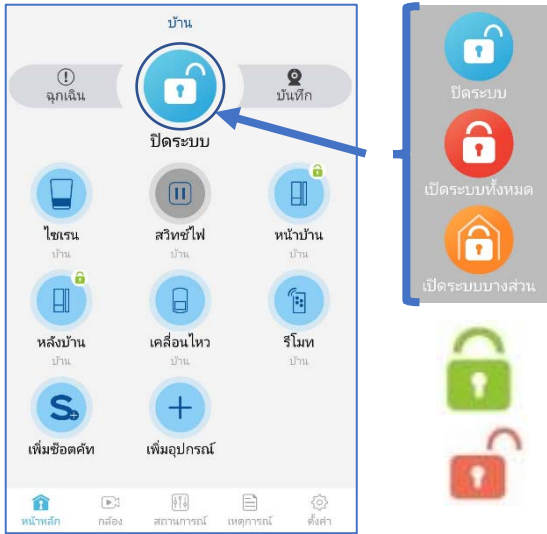 บ้าน
ฉุกเฉิน
บันทึก
ปิดระบบ
ไซเรน
บ้าน
สวิทช์ไฟ
บ้าน
หน้าบ้าน
บ้าน
หลังบ้าน
บ้าน
เคลื่อนไหว
บ้าน
รีโมท
บ้าน
เพิ่มช๊อตคัท
เพิ่มอุปกรณ์
หน้าหลัก
กล้อง
สถานการณ์
เหตุการณ์
ตั้งค่า
ปิดระบบ
เปิดระบบทั้งหมด
เปิดระบบบางส่วน